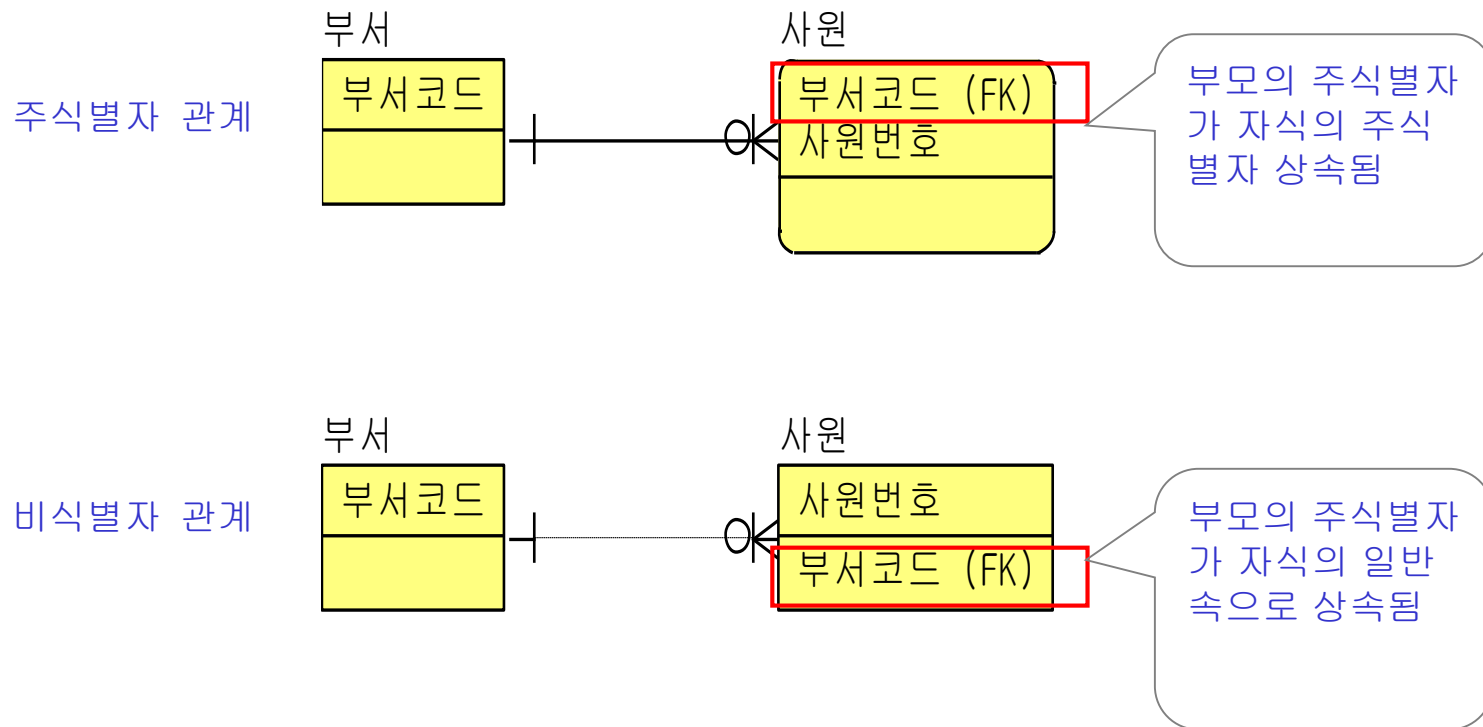 부서
사원
주식별자 관계
부서코드
부서코드 (FK)
사원번호
부모의 주식별자
가 자식의 주식
별자 상속됨
부서
사원
비식별자 관계
부서코드
사원번호
부서코드 (FK)
부모의 주식별자
가 자식의 일반
속으로 상속됨